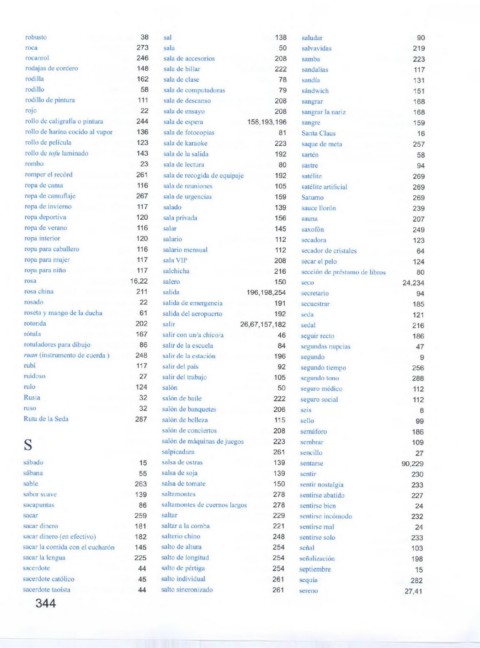 robusto 38
roca 273
rocanrol 246
rodajas de cordero 148
rodilla 162
rodillo 58
rodillo de pintura 111
rojo 22
rollo de caligrafía o pintura 244
rollo de harina cocido al vapor 136
rollo de película 123
rollo de rojo laminado 143
rombo 23
romper el récord 261
ropa de cama 116
ropa de camuflaje 267
ropa de invierno 117
ropa deportiva 120
ropa de verano 116
ropa interior 120
ropa para caballero 116
ropa para mujer 117
ropa para niño 117
rosa 16,22
rosa china 211
rosado 22
roseta y mango de la ducha 61
rotonda 202
rótula 167
rotuladores para dibujo 86
ruan (instrumento de cuerda ) 248
rubí 117
ruidoso 27
rulo 124
Rusia 32
ruso 32
Ruta de la Seda 287
S
sábado 15
sábana 55
sable 263
sabor suave 139
sacapuntas 86
sacar 259
sacar dinero 181
sacar dinero (en efectivo) 182
sacar la comida con el cucharón 145
sacar la lengua 225
sacerdote 44
sacerdote católico 45
sacerdote taoísta 44
sal 138
sala 50
sala de accesorios 208
sala de billar 222
sala de clase 78
sala de computadoras 79
sala de descanso 208
sala de ensayo 208
sala de espera 158,193,196
sala de fotocopias 81
sala de karaoke 223
sala de la salida 192
sala de lectura 80
sala de recogida de equipaje 192
sala de reuniones 105
sala de urgencias 159
salado 139
sala privada 156
salar 145
salario 112
salario mensual 112
sala VIP 208
salchicha 216
salero 150
salida 196,198,254
salida de emergencia 191
salida del aeropuerto 192
salir 26,67,157,182
salir con un/a chico/a 46
salir de la escuela 84
salir de la estación 196
salir del país 92
salir del trabajo 105
salón 50
salón de baile 222
salón de banquetes 206
salón de belleza 115
salón de conciertos 208
salón de máquinas de juegos 223
salpicadura 261
salsa de ostras 139
salsa de soja 139
salsa de tomate 150
saltamontes 278
saltamontes de cuernos largos 278
saltar 229
saltar a la comba 221
salterio chino 248
salto de altura 254
salto de longitud 254
salto de pértiga 254
salto individual 261
salto sincronizado 261
saludar 90
salvavidas 219
samba 223
sandalias 117
sandía 131
sándwich 151
sangrar 168
sangrar la nariz 168
sangre 159
Santa Claus 16
saque de meta 257
sartén 58
sastre 94
satélite 269
satélite artificial 269
Saturno 269
sauce llorón 239
sauna 207
saxofón 249
secadora 123
secador de cristales 64
secar el pelo 124
sección de préstamo de libros 80
seco 24,234
secretario 94
secuestrar 185
seda 121
sedal 216
seguir recto 186
segundas nupcias 47
segundo 9
segundo tiempo 256
segundo tono 288
seguro médico 112
seguro social 112
seis 8
sello 99
semáforo 186
sembrar 109
sencillo 27
sentarse 90,229
sentir 230
sentir nostalgia 233
sentirse abatido 227
sentirse bien 24
sentirse incómodo 232
sentirse mal 24
sentirse solo 233
señal 103
señalización 198
septiembre 15
sequía 282
sereno 27,41
344